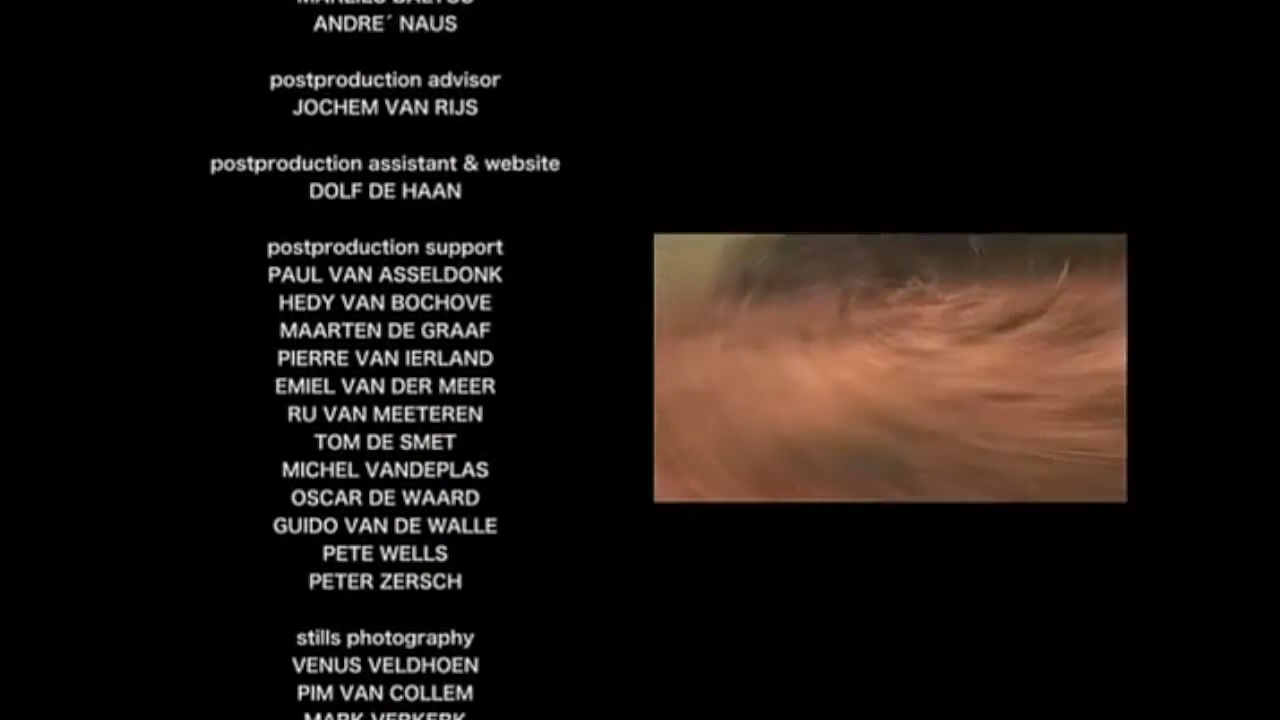 ANDRE´ NAUS
postproduction advisor
JOCHEM VAN RIJS
postproduction assistant & website
DOLF DE HAAN
postproduction support
PAUL VAN ASSELDONK
HEDY VAN BOCHOVE
MAARTEN DE GRAAF
PIERRE VAN IERLAND
EMIEL VAN DER MEER
RU VAN MEETEREN
TOM DE SMET
MICHEL VANDEPLAS
OSCAR DE WAARD
GUIDO VAN DE WALLE
PETE WELLS
PETER ZERSCH
stills photography
VENUS VELDHOEN
PIM VAN COLLEM
MARK VERKERK